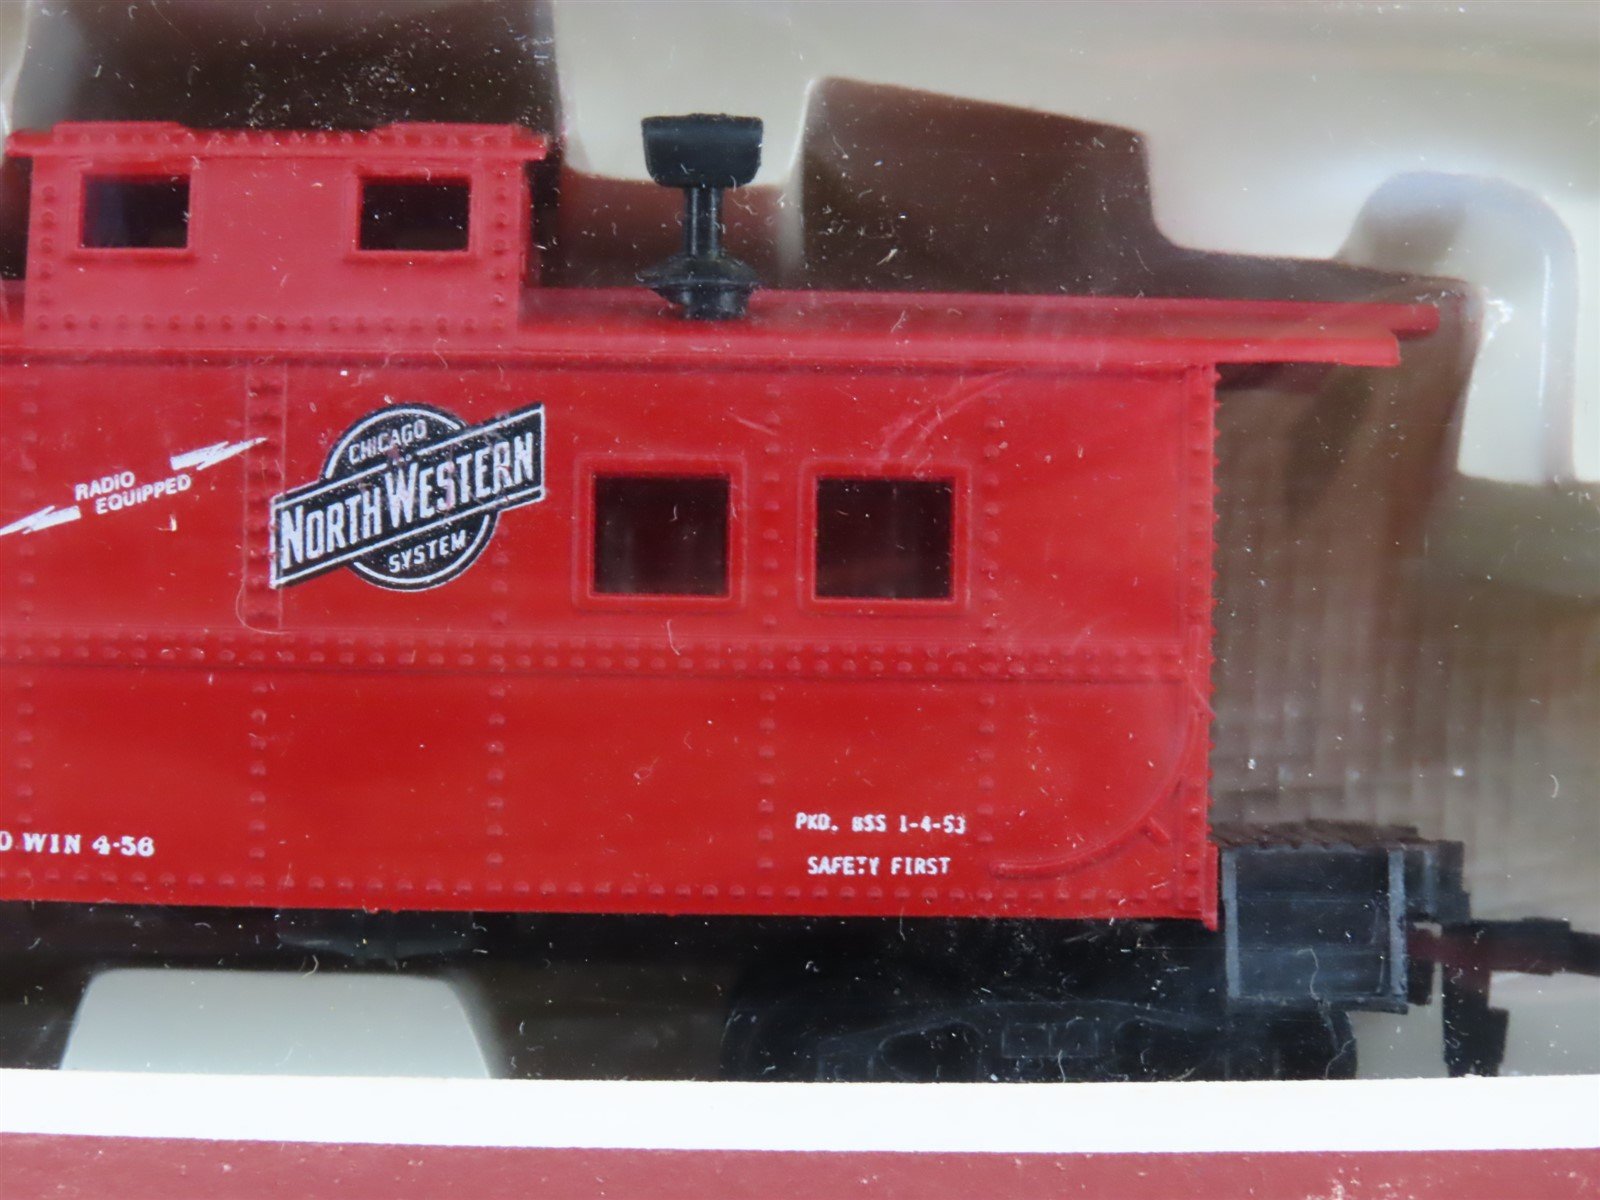 RADIO
EQUIPPED
CHICAGO
NORTH WESTERN
SYSTEM
WIN 4-56
PKD. BSS 1-4-53
SAFETY FIRST